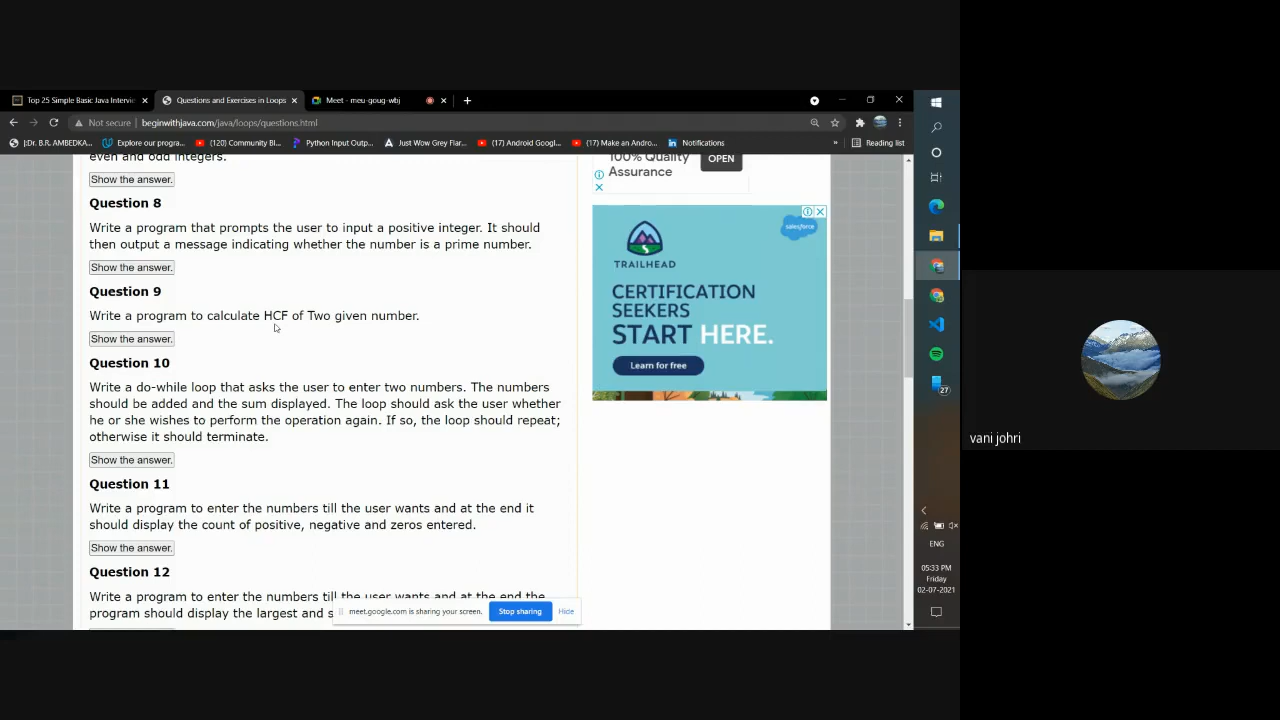 Top 25 Simple Basic Java Intervie
Questions and Exercises in Loops
Meet - meu-goug-wbj
Not secure
beginwithjava.com/java/loops/questions.html
|:Dr. B.R. AMBEDKA...
Explore our progra...
(120) Community Bl...
Python Input Outp...
Just Wow Grey Flar...
(17) Android Googl...
(17) Make an Andro...
Notifications
»
Reading list
even and odd integers.
Show the answer.
Question 8
Write a program that prompts the user to input a positive integer. It should
then output a message indicating whether the number is a prime number.
Show the answer.
Question 9
Write a program to calculate HCF of Two given number.
Show the answer.
Question 10
Write a do-while loop that asks the user to enter two numbers. The numbers
should be added and the sum displayed. The loop should ask the user whether
he or she wishes to perform the operation again. If so, the loop should repeat;
otherwise it should terminate.
Show the answer.
Question 11
Write a program to enter the numbers till the user wants and at the end it
should display the count of positive, negative and zeros entered.
Show the answer.
Question 12
Write a program to enter the numbers till the user wants and at the end the
program should display the largest and s
meet.google.com is sharing your screen.
Stop sharing
Hide
100% Quality
Assurance
OPEN
salesforce
TRAILHEAD
CERTIFICATION
SEEKERS
START HERE.
Learn for free
27
ENG
05:33 PM
Friday
02-07-2021
vani johri